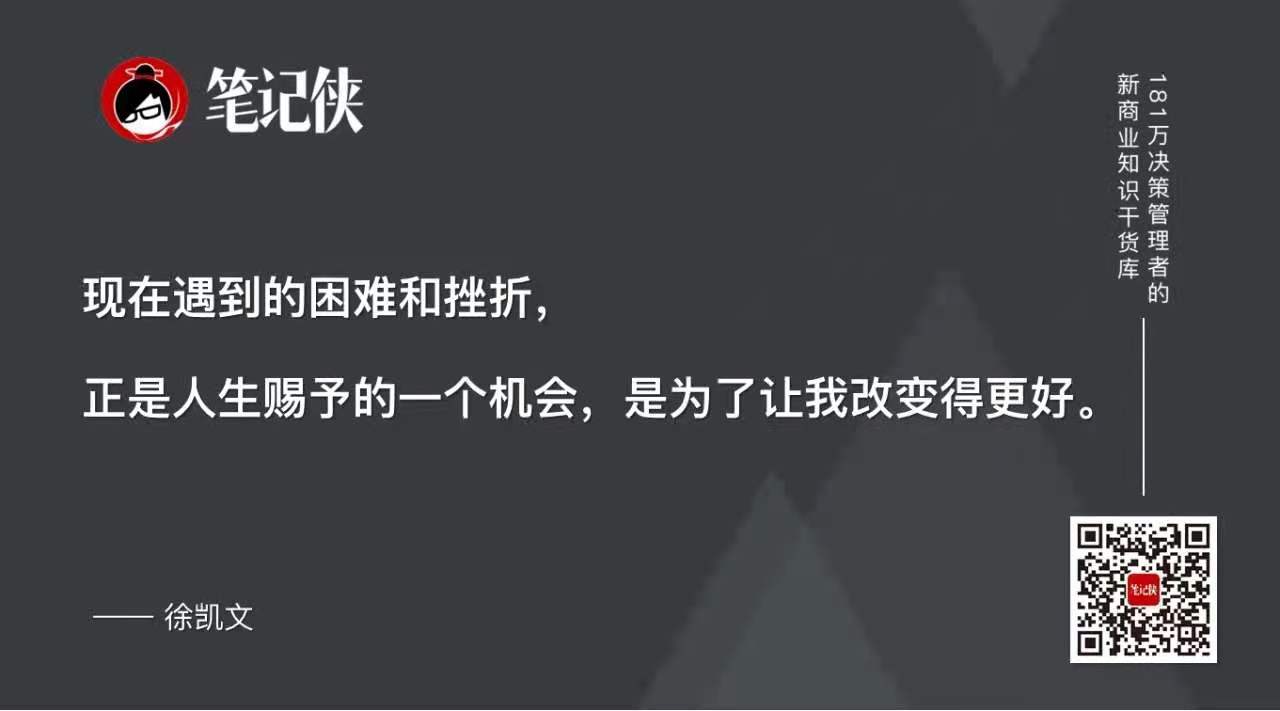 笔记侠
181万决策管理者的
新商业知识干货库
现在遇到的困难和挫折，
正是人生赐予的一个机会，是为了让我改变得更好。
—— 徐凯文
笔记侠